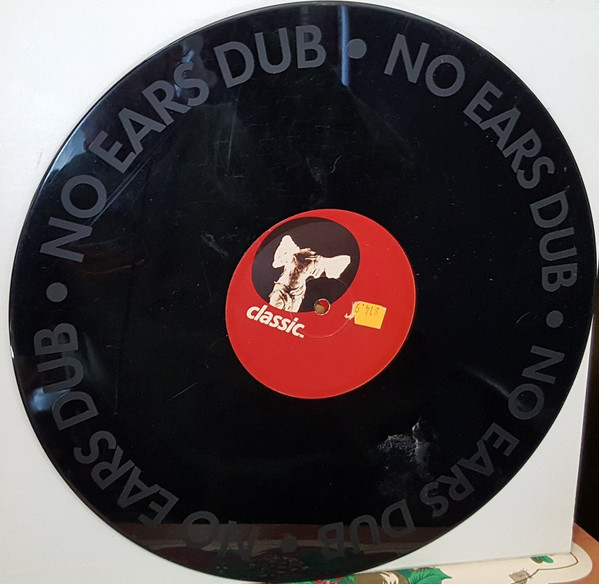 NO EARS DUB • NO EARS DUB • NO EARS DUB • NO EARS DUB •
classic.